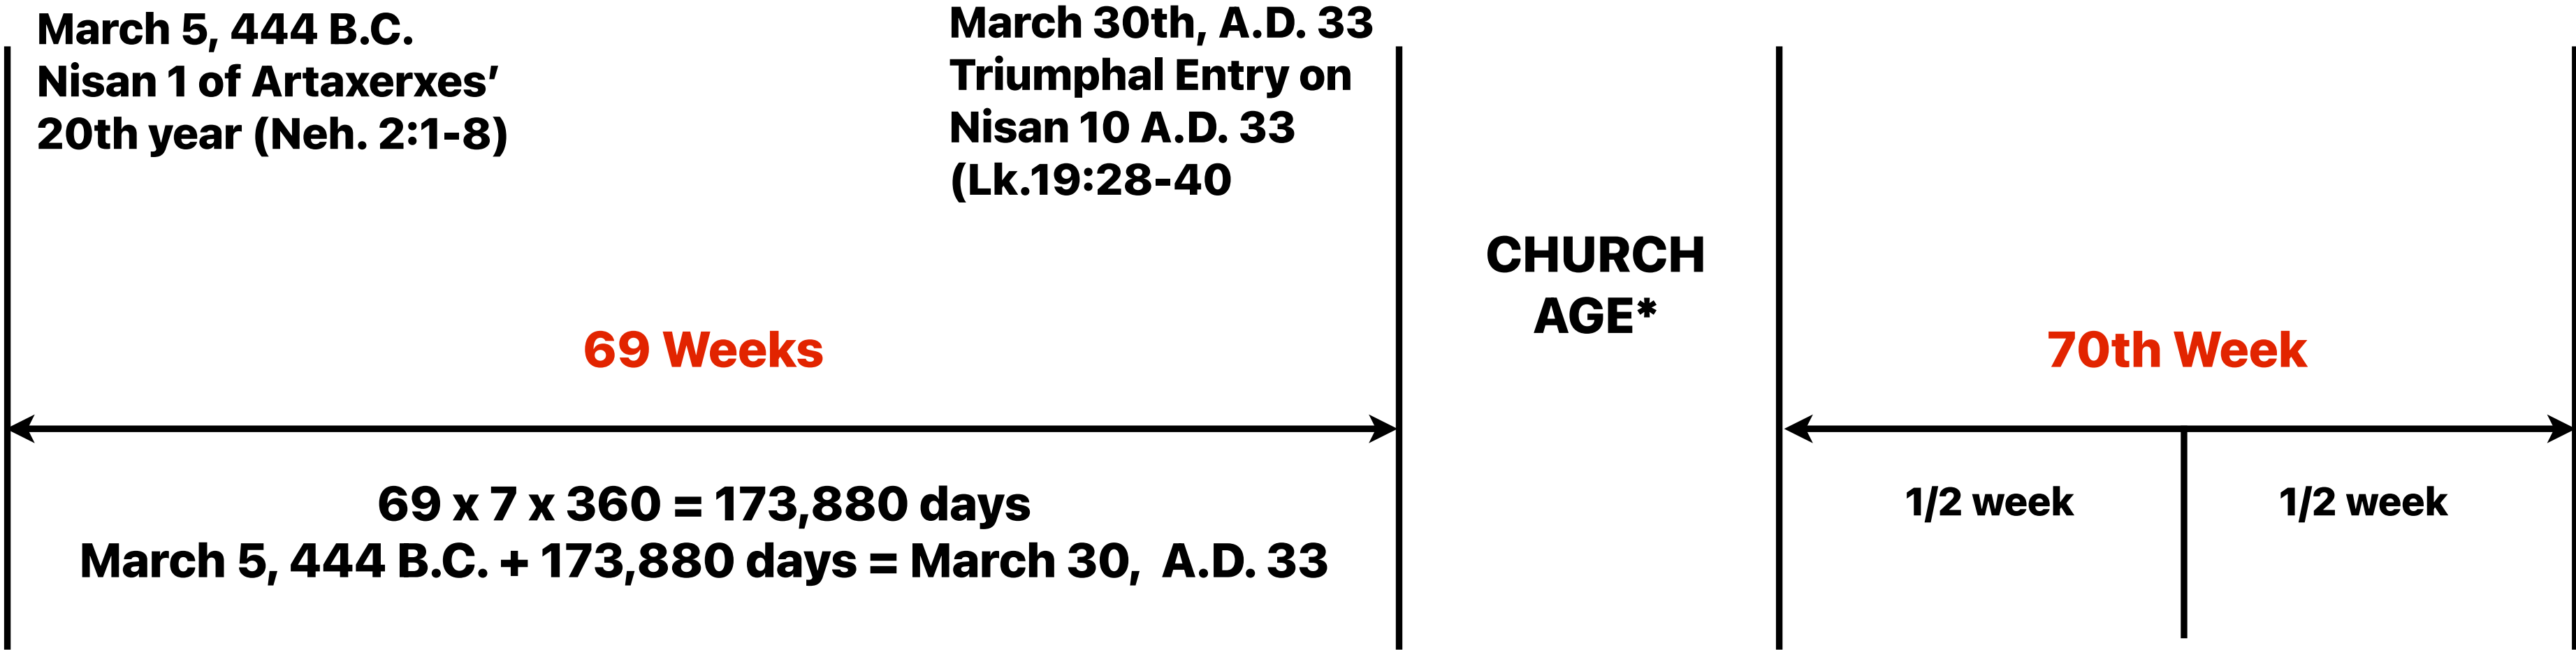 March 5, 444 B.C.
Nisan 1 of Artaxerxes’
20th year (Neh. 2:1-8)
March 30th, A.D. 33
Triumphal Entry on
Nisan 10 A.D. 33
(Lk.19:28-40
CHURCH
AGE*
69 Weeks
70th Week
69 x 7 x 360 = 173,880 days
March 5, 444 B.C. + 173,880 days = March 30,  A.D. 33
1/2 week
1/2 week